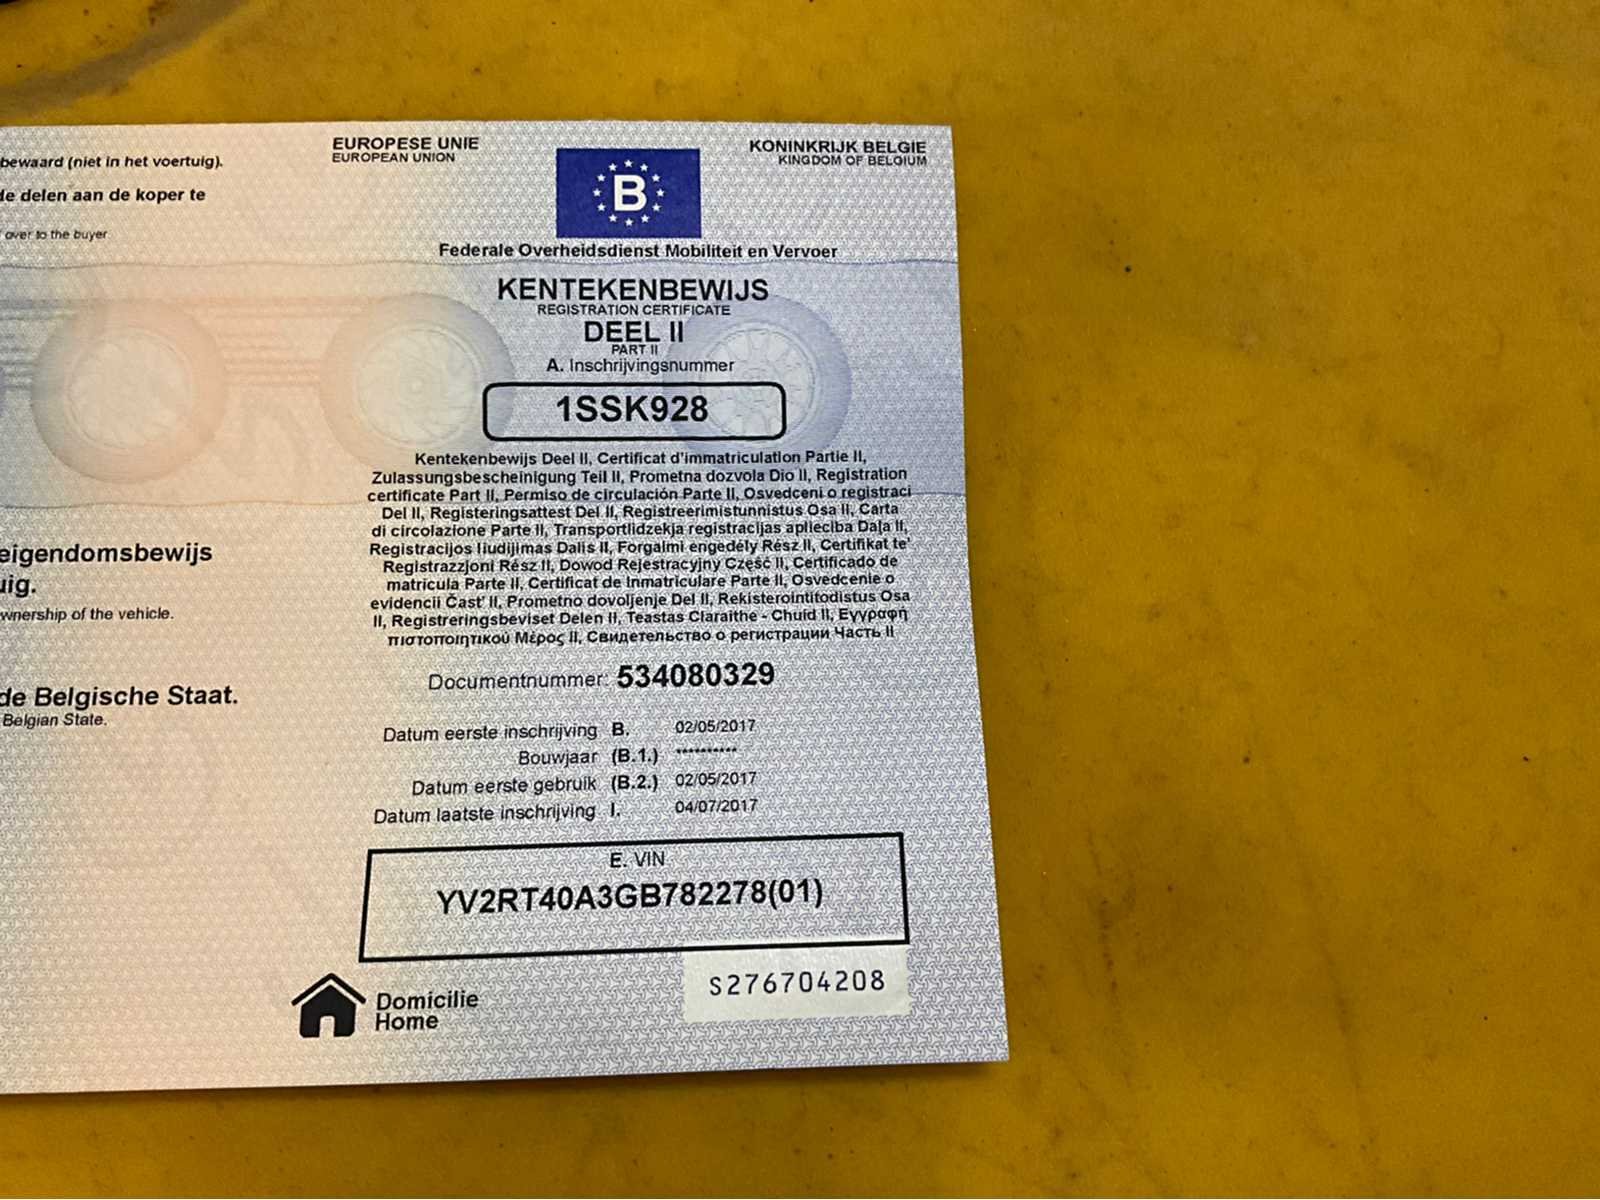 bewaard (niet in het voertuig).
de delen aan de koper te
over to the buyer
eigendomsbewijs
uig.
wnership of the vehicle.
de Belgische Staat.
Belgian State.
EUROPESE UNIE
EUROPEAN UNION
B
KONINKRIJK BELGIE
KINGDOM OF BELGIUM
Federale Overheidsdienst Mobiliteit en Vervoer
KENTEKENBEWIJS
REGISTRATION CERTIFICATE
DEEL II
PART II
A. Inschrijvingsnummer
1SSK928
Kentekenbewijs Deel II, Certificat d'immatriculation Partie II,
Zulassungsbescheinigung Teil II, Prometna dozvola Dio II, Registration
certificate Part II, Permiso de circulación Parte II, Osvedceni o registraci
Del II, Registeringsattest Del II, Registreerimistunnistus Osa II, Carta
di circolazione Parte II, Transportlidzekja registracijas aplieciba Daļa II,
Registracijos liudijimas Dalis II, Forgalmi engedély Rész II, Certifikat te'
Registrazzjoni Rész II, Dowod Rejestracyjny Część II, Certificado de
matricula Parte II, Certificat de Inmatriculare Parte II, Osvedcenie o
evidencii Čast' II, Prometno dovoljenje Del II, Rekisterointitodistus Osa
II, Registreringsbeviset Delen II, Teastas Claraithe - Chuid II, Εγγραφή
πιστοποιητικού Μέρος II, Свидетельство о регистрации Часть II
Documentnummer: 534080329
Datum eerste inschrijving B. 02/05/2017
Bouwjaar (B.1.) **********
Datum eerste gebruik (B.2.) 02/05/2017
Datum laatste inschrijving I. 04/07/2017
E. VIN
YV2RT40A3GB782278(01)
Domicilie
Home
S276704208